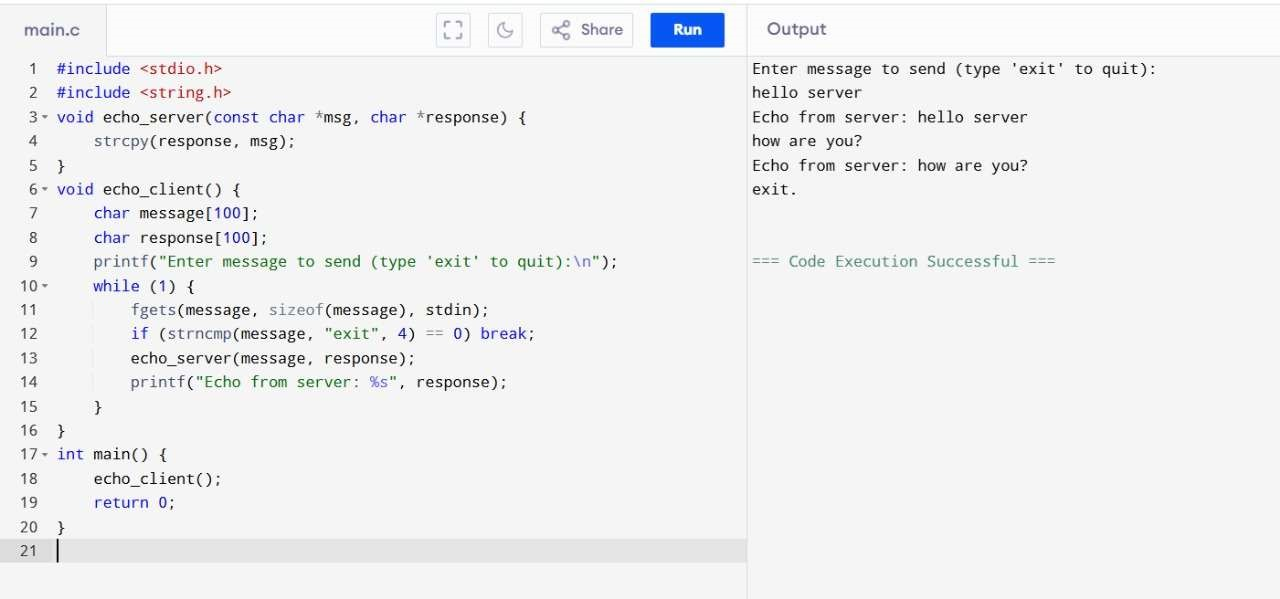 main.c
Share
Run
Output
1 #include <stdio.h>
2 #include <string.h>
3 void echo_server(const char *msg, char *response) {
4     strcpy(response, msg);
5 }
6 void echo_client() {
7     char message[100];
8     char response[100];
9     printf("Enter message to send (type 'exit' to quit):\n");
10     while (1) {
11         fgets(message, sizeof(message), stdin);
12         if (strncmp(message, "exit", 4) == 0) break;
13         echo_server(message, response);
14         printf("Echo from server: %s", response);
15     }
16 }
17 int main() {
18     echo_client();
19     return 0;
20 }
21
Enter message to send (type 'exit' to quit):
hello server
Echo from server: hello server
how are you?
Echo from server: how are you?
exit.
=== Code Execution Successful ===